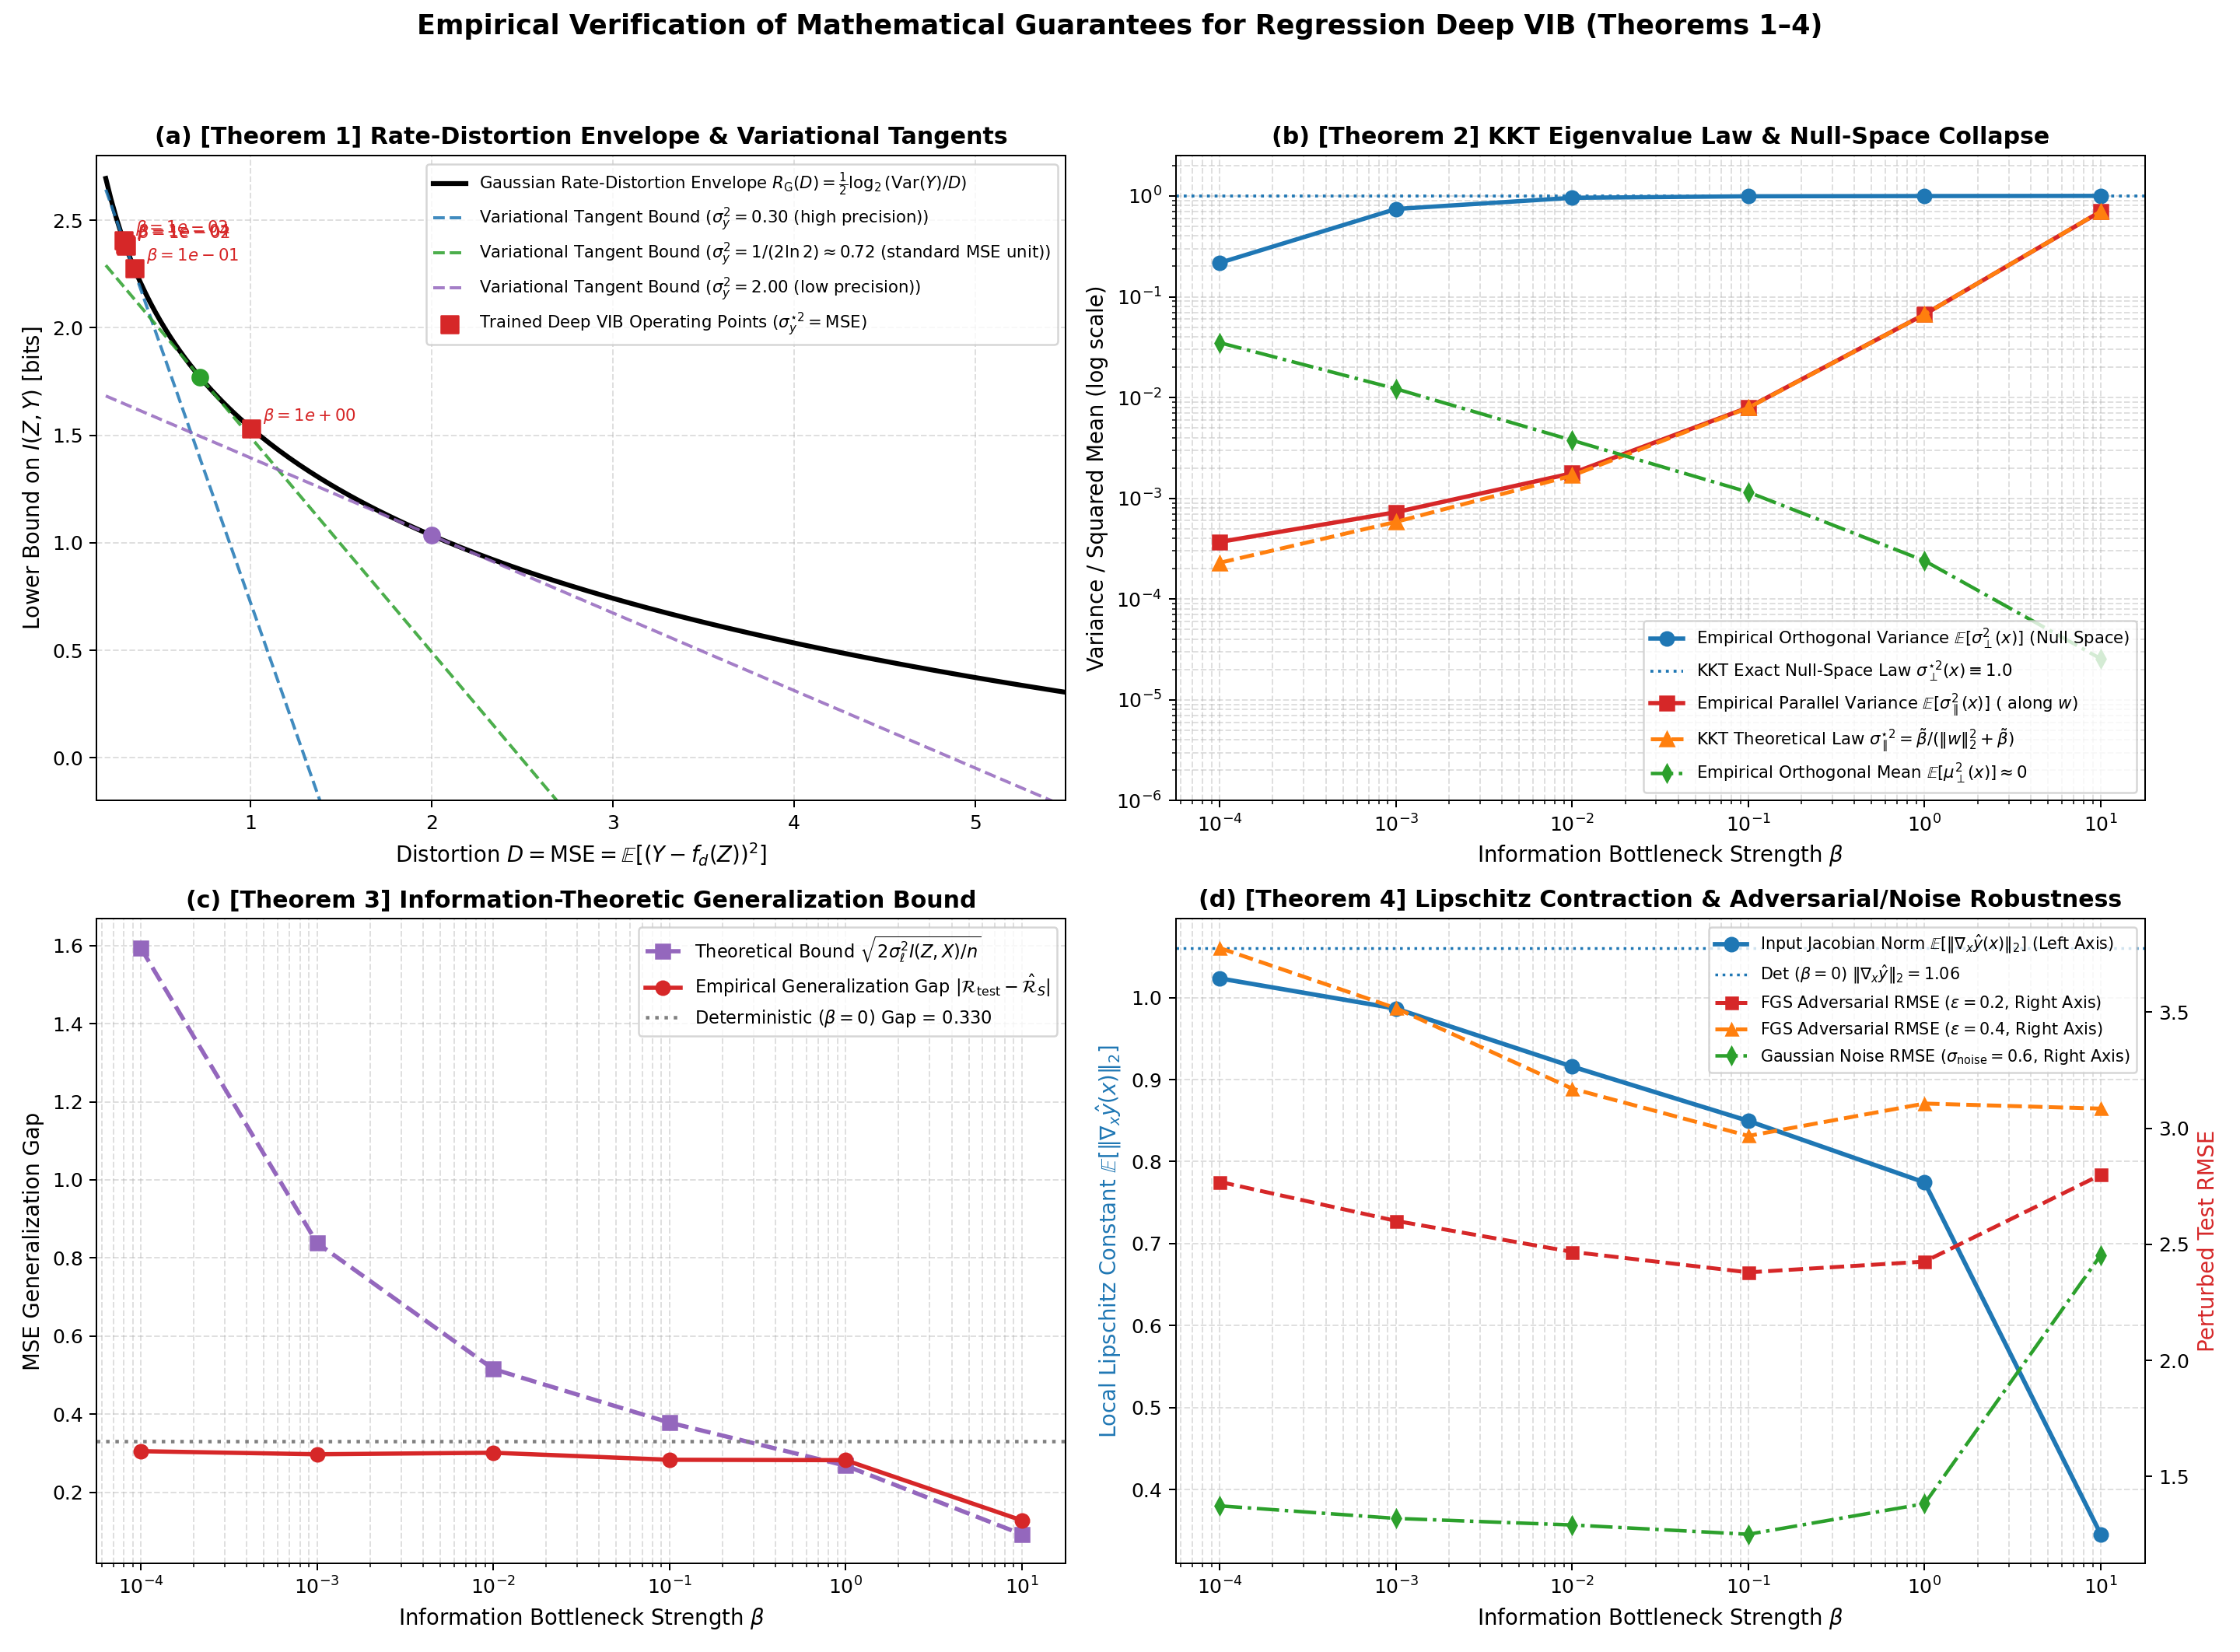 Empirical Verification of Mathematical Guarantees for Regression Deep VIB (Theorems 1–4)
(a) [Theorem 1] Rate-Distortion Envelope & Variational Tangents
Lower Bound on I(Z, Y) [bits]
2.5
2.0
1.5
1.0
0.5
0.0
Gaussian Rate-Distortion Envelope R_G(D) = ½ log₂ (Var(Y)/D)
Variational Tangent Bound (σ_y² = 0.30 (high precision))
Variational Tangent Bound (σ_y² = 1/(2 ln 2) ≈ 0.72 (standard MSE unit))
Variational Tangent Bound (σ_y² = 2.00 (low precision))
Trained Deep VIB Operating Points (σ_y^{⋆2} = MSE)
β = 1e − 01
β = 1e + 00
1
2
3
4
5
Distortion D = MSE = 𝔼[(Y − f_d(Z))²]
(b) [Theorem 2] KKT Eigenvalue Law & Null-Space Collapse
Variance / Squared Mean (log scale)
10⁰
10⁻¹
10⁻²
10⁻³
10⁻⁴
10⁻⁵
10⁻⁶
Empirical Orthogonal Variance 𝔼[σ_⊥²(x)] (Null Space)
KKT Exact Null-Space Law σ_⊥^{⋆2}(x) ≡ 1.0
Empirical Parallel Variance 𝔼[σ_∥²(x)] ( along w)
KKT Theoretical Law σ_∥^{⋆2} = β̃/(‖w‖₂² + β̃)
Empirical Orthogonal Mean 𝔼[μ_⊥²(x)] ≈ 0
10⁻⁴
10⁻³
10⁻²
10⁻¹
10⁰
10¹
Information Bottleneck Strength β
(c) [Theorem 3] Information-Theoretic Generalization Bound
MSE Generalization Gap
1.6
1.4
1.2
1.0
0.8
0.6
0.4
0.2
Theoretical Bound √(2σ_ℓ² I(Z, X)/n)
Empirical Generalization Gap |ℛ_test − ℛ̂_S|
Deterministic (β = 0) Gap = 0.330
10⁻⁴
10⁻³
10⁻²
10⁻¹
10⁰
10¹
Information Bottleneck Strength β
(d) [Theorem 4] Lipschitz Contraction & Adversarial/Noise Robustness
Local Lipschitz Constant 𝔼[‖∇ₓŷ(x)‖₂]
1.0
0.9
0.8
0.7
0.6
0.5
0.4
Input Jacobian Norm 𝔼[‖∇ₓŷ(x)‖₂] (Left Axis)
Det (β = 0) ‖∇ₓŷ‖₂ = 1.06
FGS Adversarial RMSE (ε = 0.2, Right Axis)
FGS Adversarial RMSE (ε = 0.4, Right Axis)
Gaussian Noise RMSE (σ_noise = 0.6, Right Axis)
3.5
3.0
2.5
2.0
1.5
Perturbed Test RMSE
10⁻⁴
10⁻³
10⁻²
10⁻¹
10⁰
10¹
Information Bottleneck Strength β